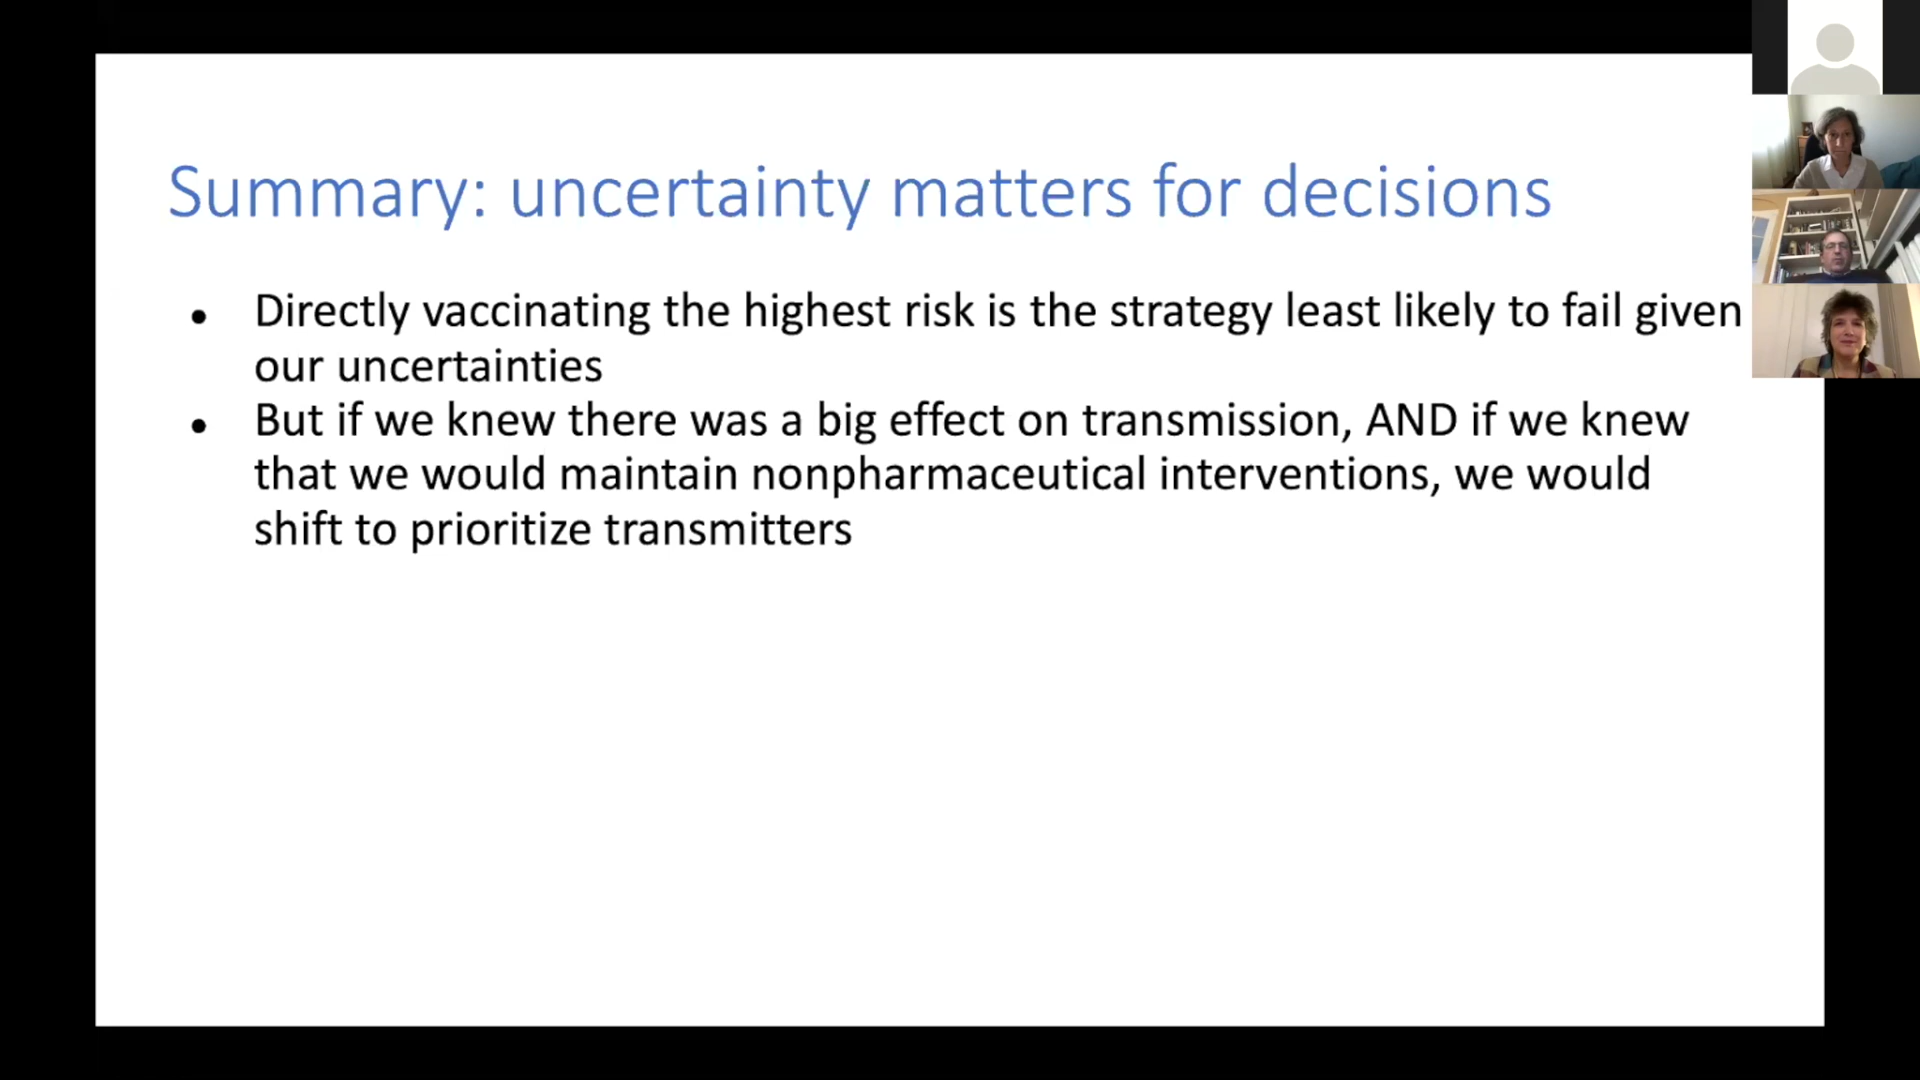 Summary: uncertainty matters for decisions
• Directly vaccinating the highest risk is the strategy least likely to fail given
our uncertainties
• But if we knew there was a big effect on transmission, AND if we knew
that we would maintain nonpharmaceutical interventions, we would
shift to prioritize transmitters